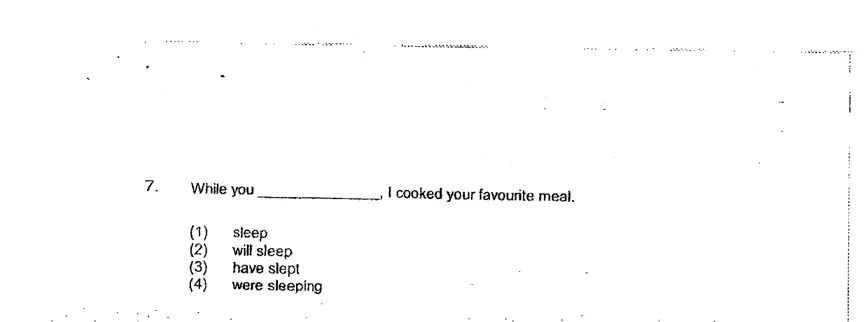 7. While you ______________, I cooked your favourite meal.
(1) sleep
(2) will sleep
(3) have slept
(4) were sleeping